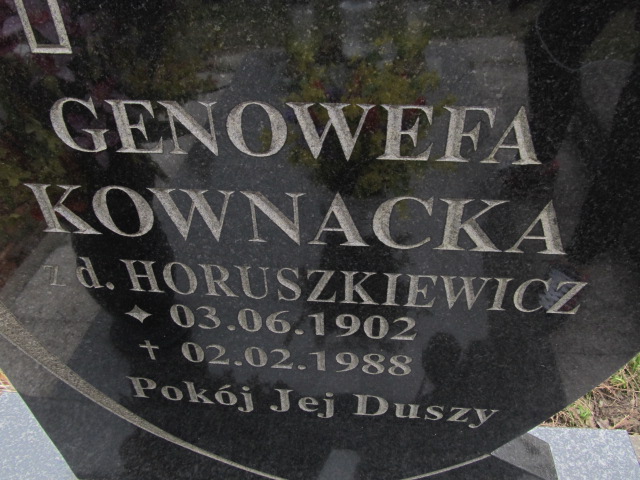 GENOWEFA
KOWNACKA
z d. HORUSZKIEWICZ
03.06.1902
02.02.1988
Pokój Jej Duszy